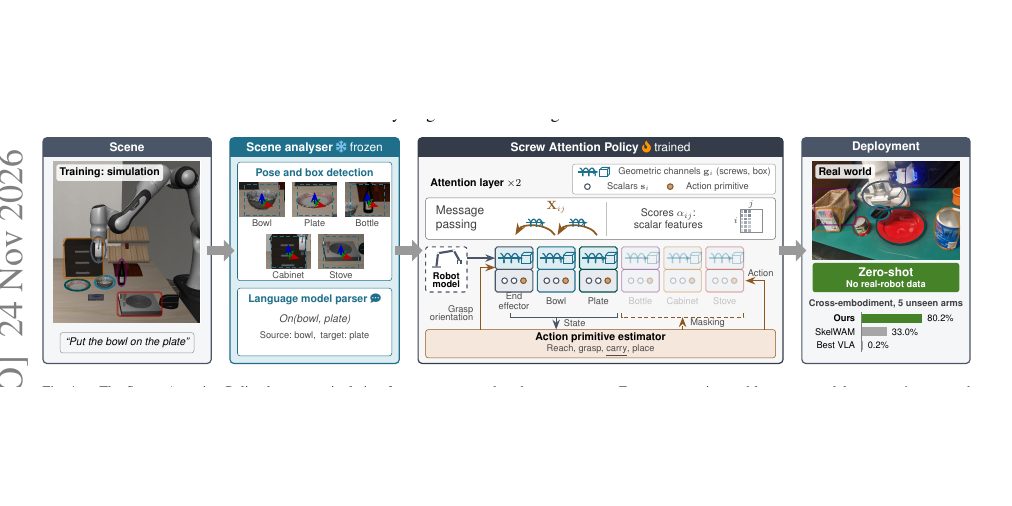 24 Nov 2026
Scene
Training: simulation
“Put the bowl on the plate”
Scene analyser frozen
Pose and box detection
Bowl
Plate
Bottle
Cabinet
Stove
Language model parser
On(bowl, plate)
Source: bowl, target: plate
Screw Attention Policy trained
Attention layer ×2
Geometric channels gᵢ (screws, box)
Scalars sᵢ
Action primitive
Message
passing
Xᵢⱼ
Scores αᵢⱼ:
scalar features
j
i
Robot
model
Grasp
orientation
End
effector
Bowl
Plate
Bottle
Cabinet
Stove
Action
State
Masking
Action primitive estimator
Reach, grasp, carry, place
Deployment
Real world
Zero-shot
No real-robot data
Cross-embodiment, 5 unseen arms
Ours 80.2%
SkelWAM 33.0%
Best VLA 0.2%